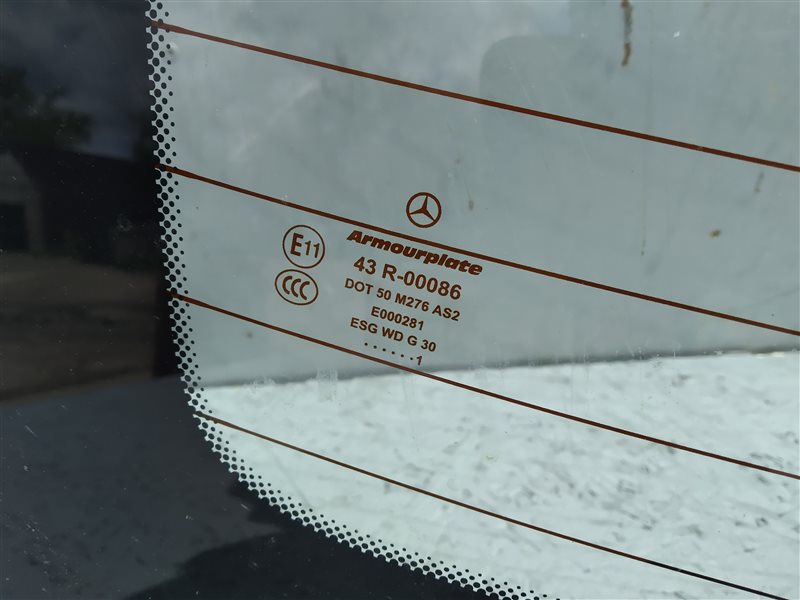 Armourplate
E11
43 R-00086
CCC
DOT 50 M276 AS2
E000281
ESG WD G 30
. . . . . . 1